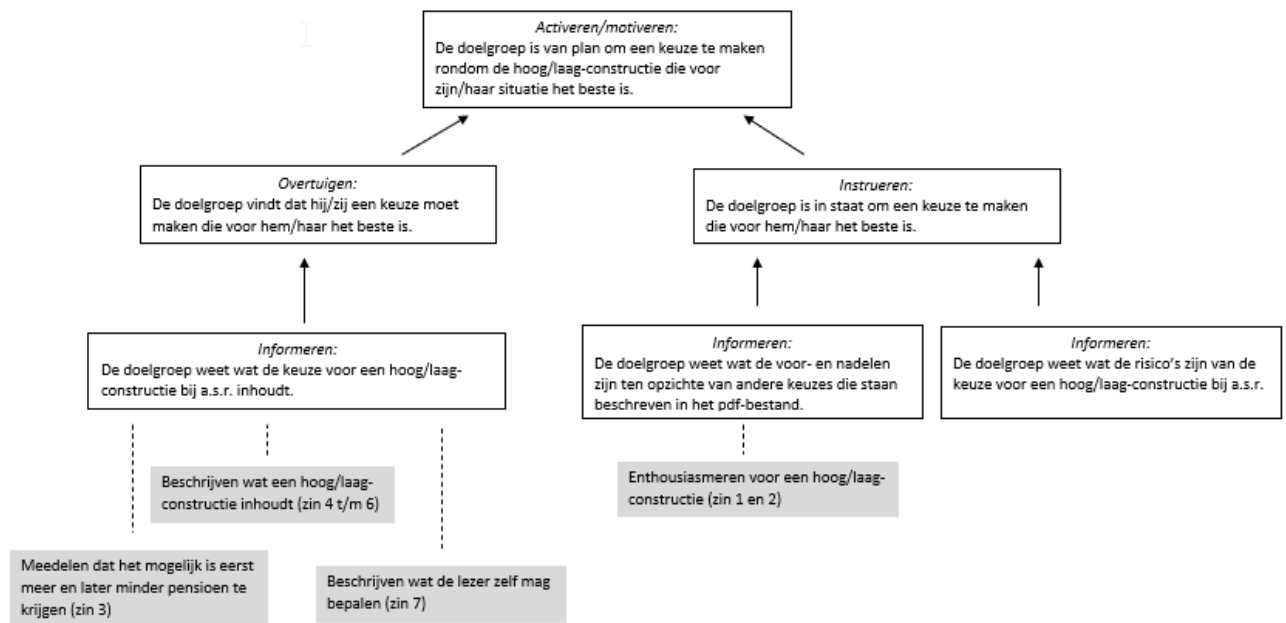 Activeren/motiveren:
De doelgroep is van plan om een keuze te maken
rondom de hoog/laag-constructie die voor
zijn/haar situatie het beste is.
Overtuigen:
De doelgroep vindt dat hij/zij een keuze moet
maken die voor hem/haar het beste is.
Instrueren:
De doelgroep is in staat om een keuze te maken
die voor hem/haar het beste is.
Informeren:
De doelgroep weet wat de keuze voor een hoog/laag-
constructie bij a.s.r. inhoudt.
Informeren:
De doelgroep weet wat de voor- en nadelen
zijn ten opzichte van andere keuzes die staan
beschreven in het pdf-bestand.
Informeren:
De doelgroep weet wat de risico's zijn van de
keuze voor een hoog/laag-constructie bij a.s.r.
Beschrijven wat een hoog/laag-
constructie inhoudt (zin 4 t/m 6)
Enthousiasmeren voor een hoog/laag-
constructie (zin 1 en 2)
Meedelen dat het mogelijk is eerst
meer en later minder pensioen te
krijgen (zin 3)
Beschrijven wat de lezer zelf mag
bepalen (zin 7)